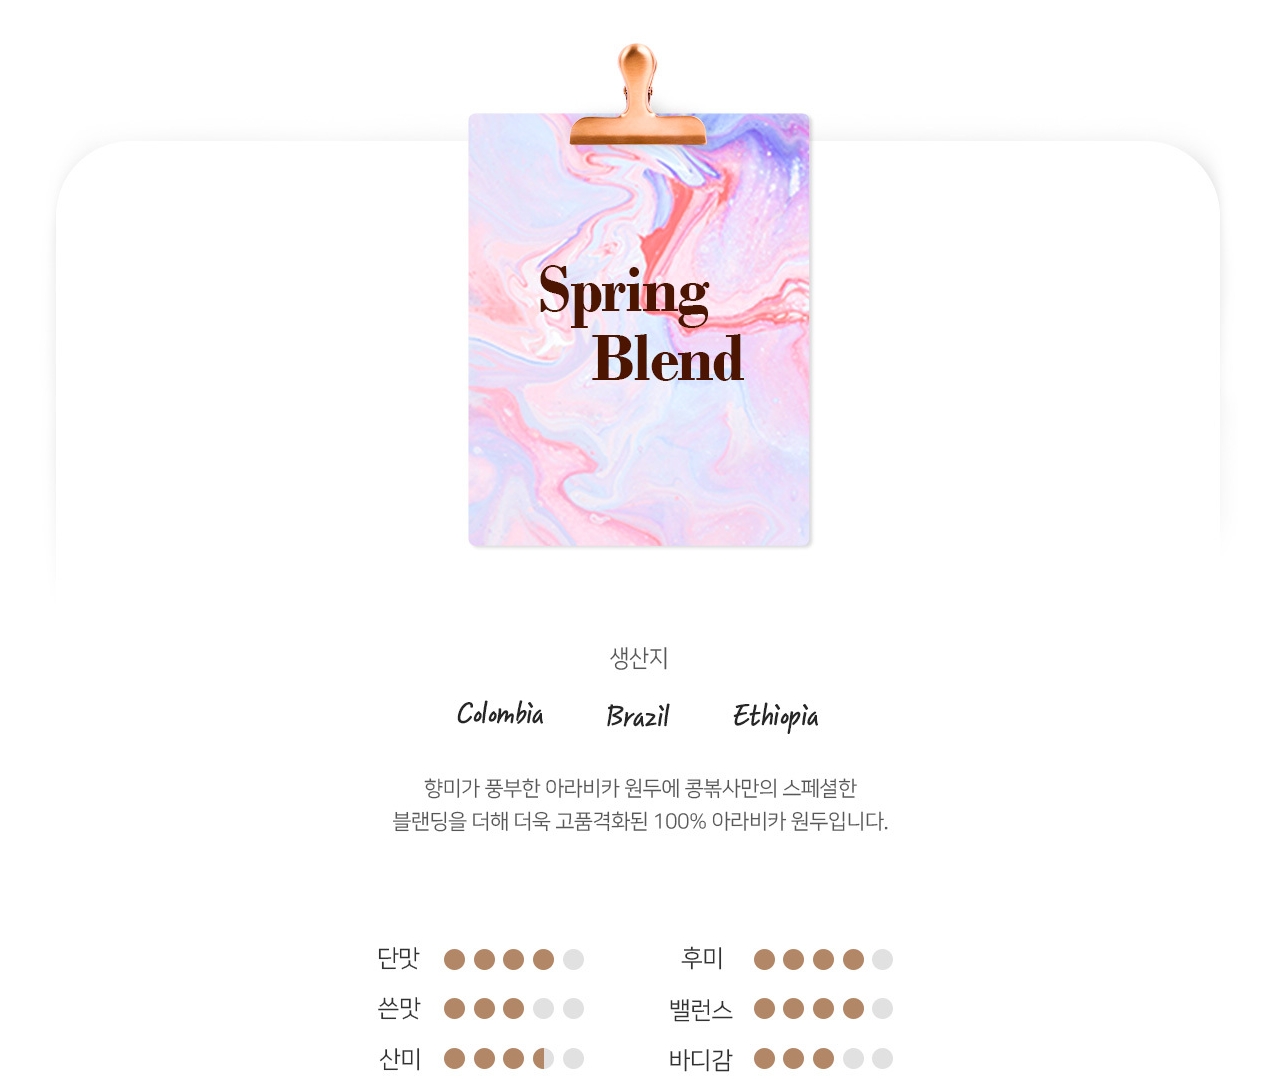 Spring
Blend
생산지
Colombia Brazil Ethiopia
향미가 풍부한 아라비카 원두에 콩볶사만의 스페셜한
블랜딩을 더해 더욱 고품격화된 100% 아라비카 원두입니다.
단맛 후미
쓴맛 밸런스
산미 바디감